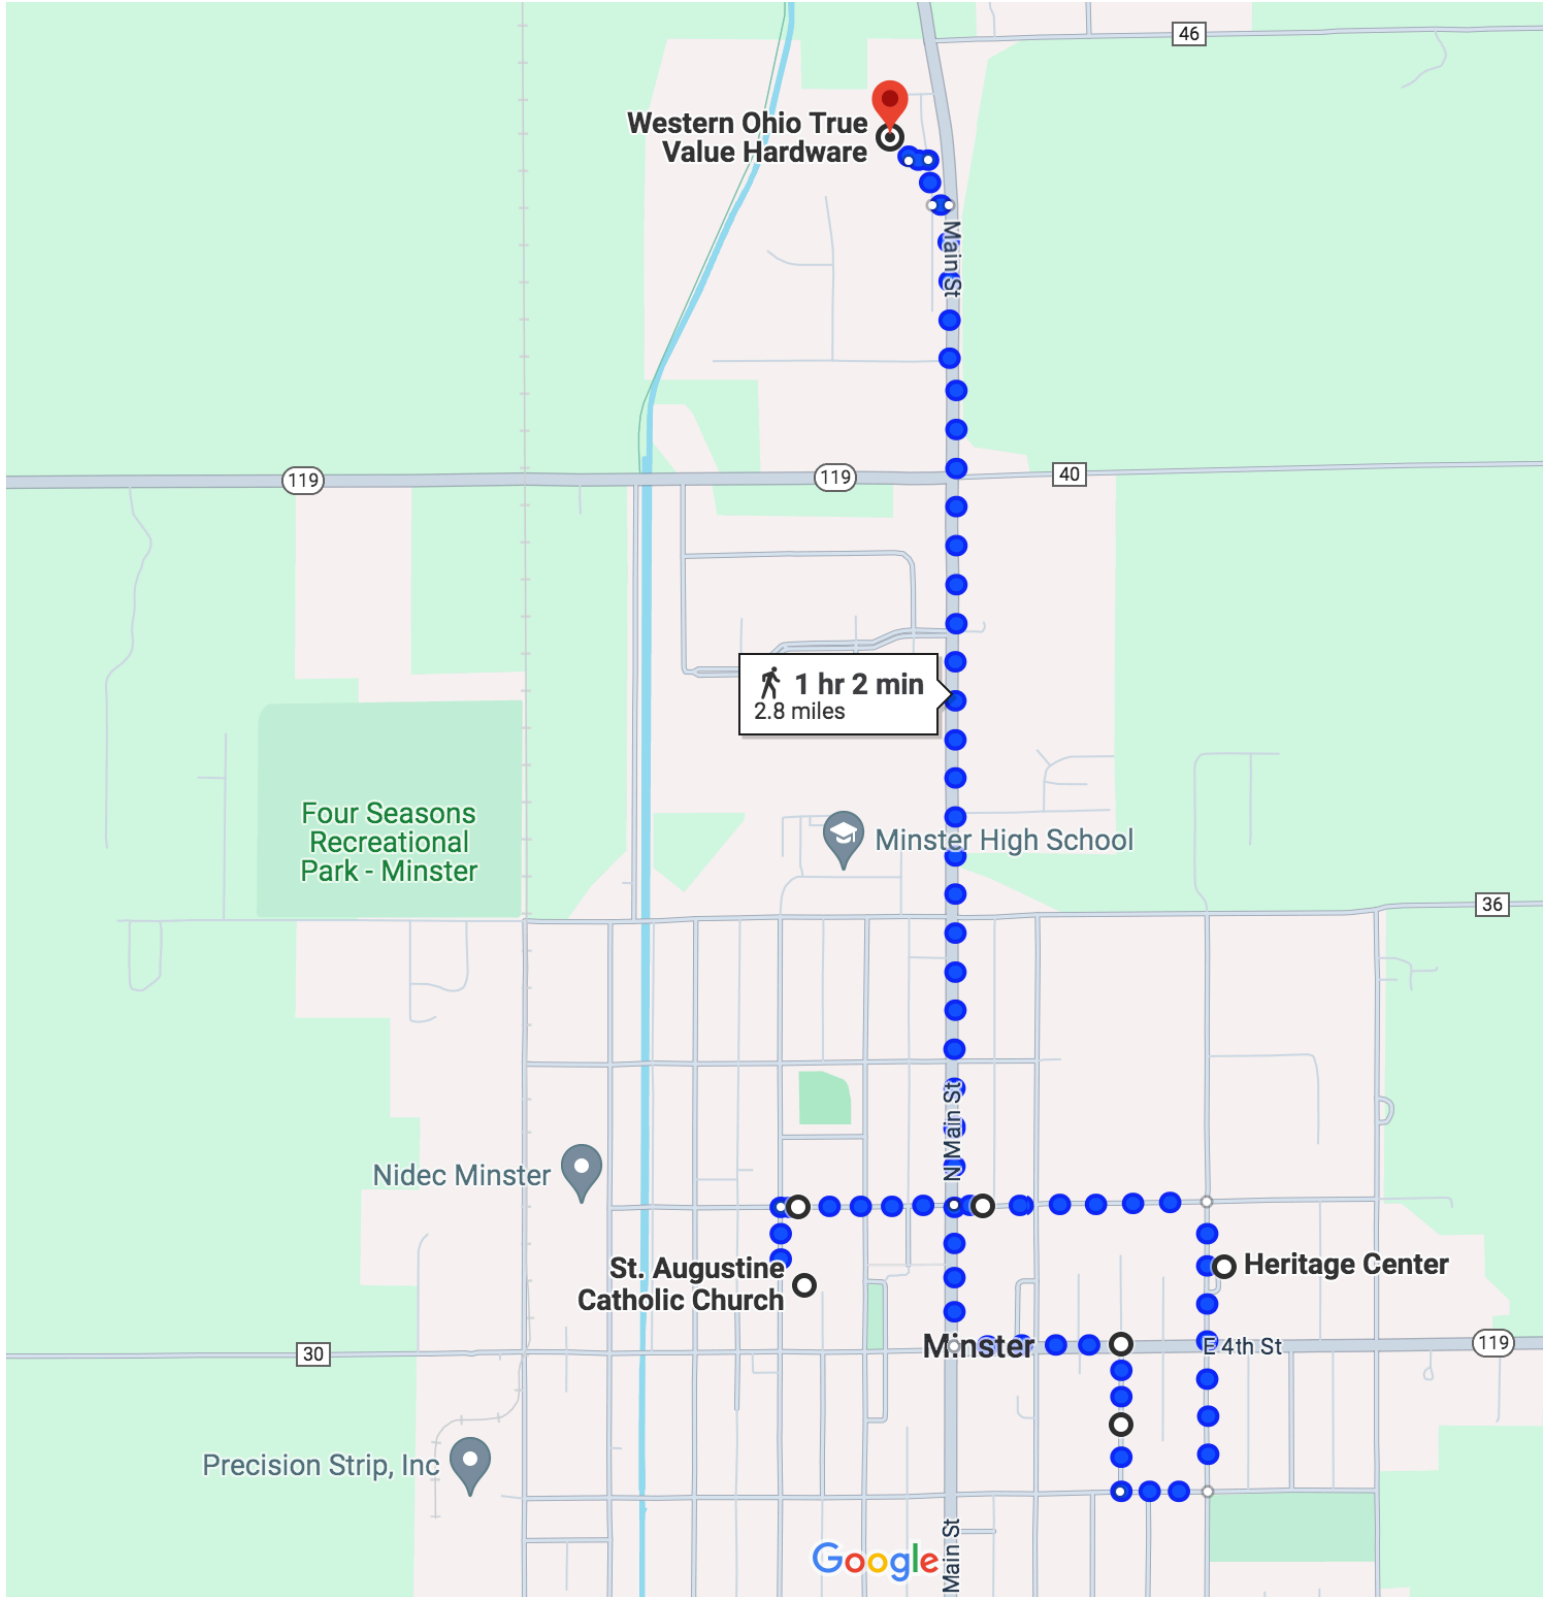 46
Western Ohio True
Value Hardware
Main St
119
119
40
1 hr 2 min
2.8 miles
Four Seasons
Recreational
Park - Minster
Minster High School
36
N Main St
Nidec Minster
St. Augustine
Catholic Church
Heritage Center
30
Minster
E 4th St
119
Precision Strip, Inc
Main St
Google